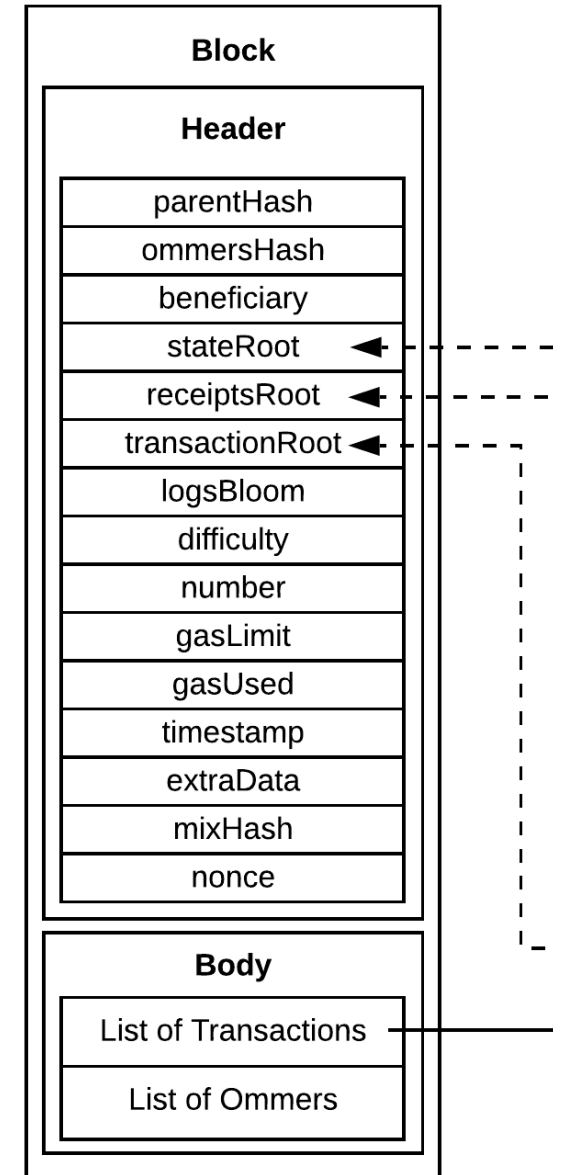 Block
Header
parentHash
ommersHash
beneficiary
stateRoot
receiptsRoot
transactionRoot
logsBloom
difficulty
number
gasLimit
gasUsed
timestamp
extraData
mixHash
nonce
Body
List of Transactions
List of Ommers